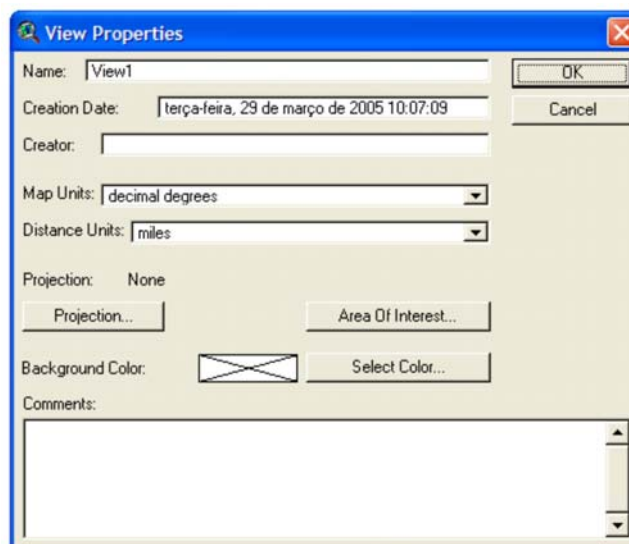 View Properties
Name: View1
OK
Creation Date: terça-feira, 29 de março de 2005 10:07:09
Cancel
Creator:
Map Units: decimal degrees
Distance Units: miles
Projection: None
Projection...
Area Of Interest...
Background Color:
Select Color...
Comments: